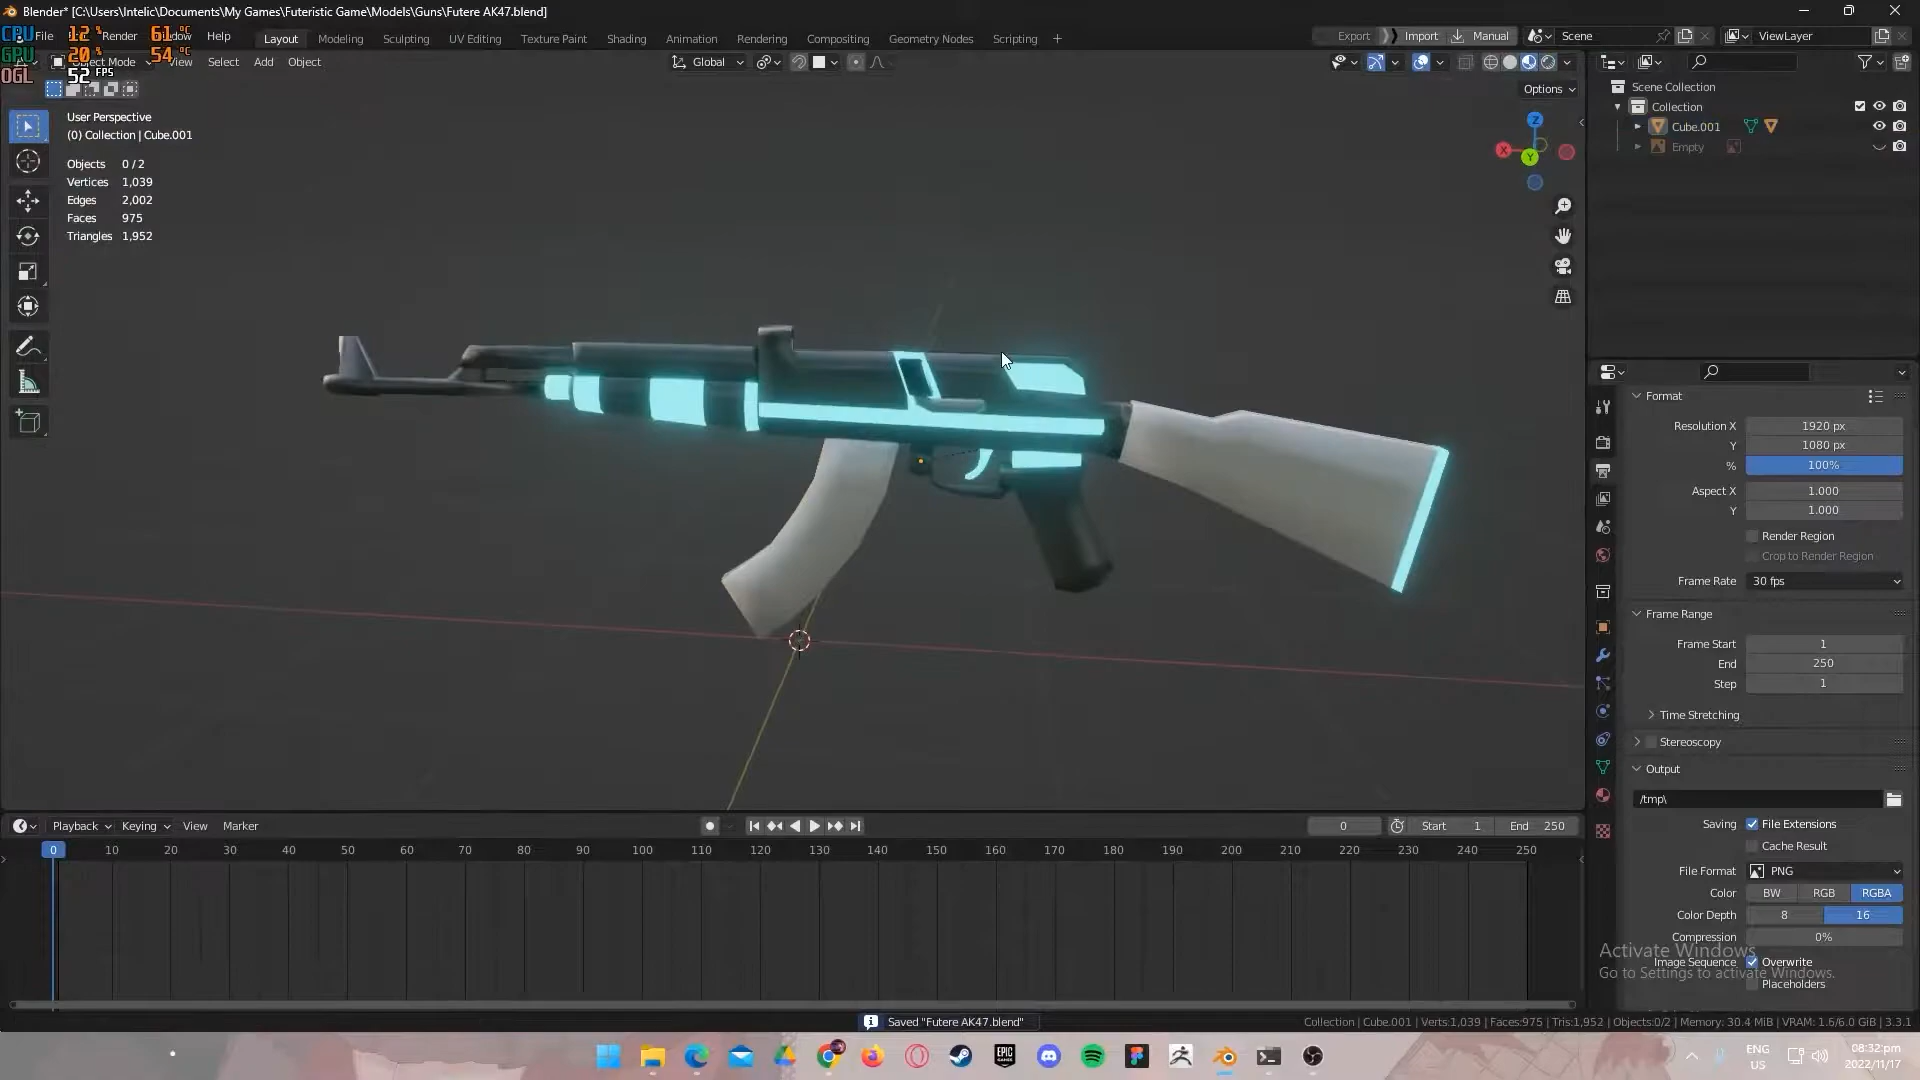 Blender* [C:\Users\Intelic\Documents\My Games\Futeristic Game\Models\Guns\Futere AK47.blend]
CPU 12 % 61 °C
GPU 20 % 54 °C
OGL 52 FPS
File Render Window Help
Layout Modeling Sculpting UV Editing Texture Paint Shading Animation Rendering Compositing Geometry Nodes Scripting +
Export Import Manual Scene ViewLayer
Object Mode View Select Add Object
Global
Options
User Perspective
(0) Collection | Cube.001
Objects 0 / 2
Vertices 1,039
Edges 2,002
Faces 975
Triangles 1,952
Z
X
Y
Scene Collection
Collection
Cube.001
Empty
Format
Resolution X 1920 px
Y 1080 px
% 100%
Aspect X 1.000
Y 1.000
Render Region
Crop to Render Region
Frame Rate 30 fps
Frame Range
Frame Start 1
End 250
Step 1
Time Stretching
Stereoscopy
Output
/tmp\
Saving File Extensions
Cache Result
File Format PNG
Color BW RGB RGBA
Color Depth 8 16
Compression 0%
Image Sequence Overwrite
Placeholders
Activate Windows
Go to Settings to activate Windows.
Playback Keying View Marker
0 Start 1 End 250
0 10 20 30 40 50 60 70 80 90 100 110 120 130 140 150 160 170 180 190 200 210 220 230 240 250
Saved "Futere AK47.blend"
Collection | Cube.001 | Verts:1,039 | Faces:975 | Tris:1,952 | Objects:0/2 | Memory: 30.4 MiB | VRAM: 1.6/6.0 GiB | 3.3.1
EPIC GAMES
ENG
US
08:32 pm
2022/11/17